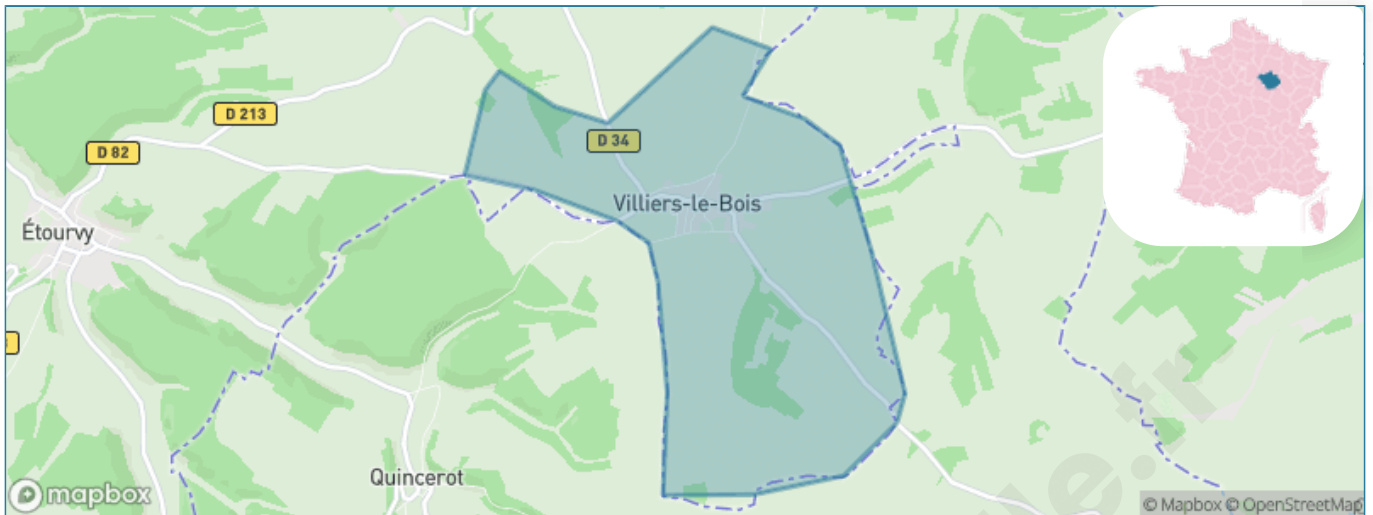 D 213
D 82
D 34
Villiers-le-Bois
Étourvy
Quincerot
mapbox
© Mapbox © OpenStreetMap